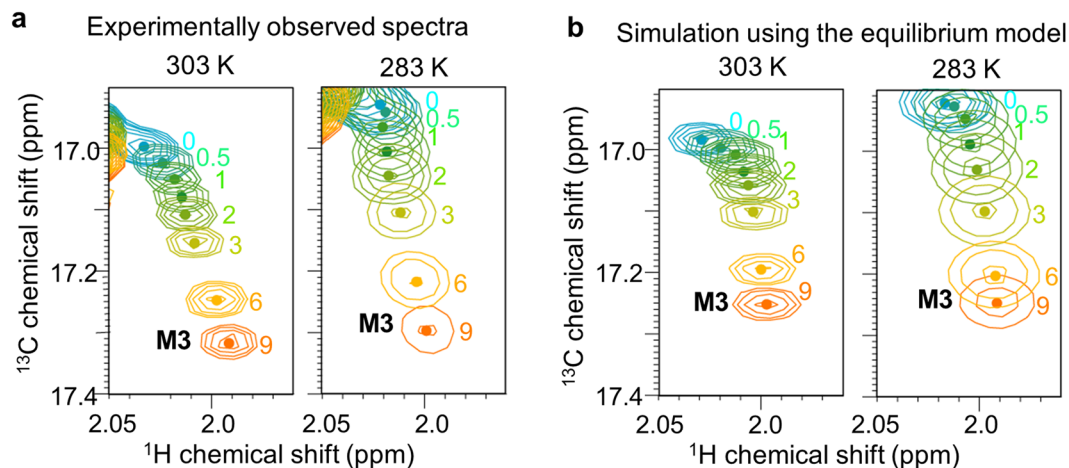 a
Experimentally observed spectra
303 K
283 K
¹³C chemical shift (ppm)
17.0
17.2
17.4
0
0.5
1
2
3
6
9
M3
0
0.5
1
2
3
6
9
M3
2.05
2.0
2.05
2.0
¹H chemical shift (ppm)
b
Simulation using the equilibrium model
303 K
283 K
¹³C chemical shift (ppm)
17.0
17.2
17.4
0
0.5
1
2
3
6
9
M3
0
0.5
1
2
3
6
9
M3
2.05
2.0
2.05
2.0
¹H chemical shift (ppm)